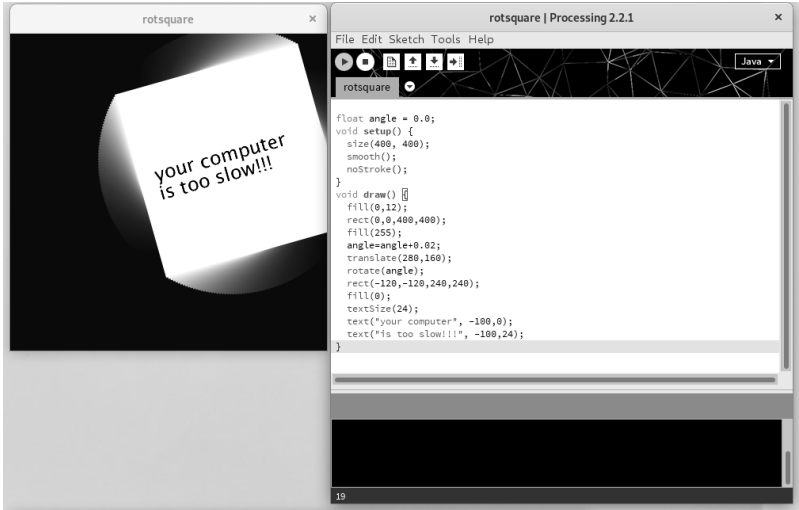 rotsquare
×
your computer
is too slow!!!
rotsquare | Processing 2.2.1
×
File Edit Sketch Tools Help
Java
rotsquare
float angle = 0.0;
void setup() {
  size(400, 400);
  smooth();
  noStroke();
}
void draw() {
  fill(0,12);
  rect(0,0,400,400);
  fill(255);
  angle=angle+0.02;
  translate(280,160);
  rotate(angle);
  rect(-120,-120,240,240);
  fill(0);
  textSize(24);
  text("your computer", -100,0);
  text("is too slow!!!", -100,24);
}
19